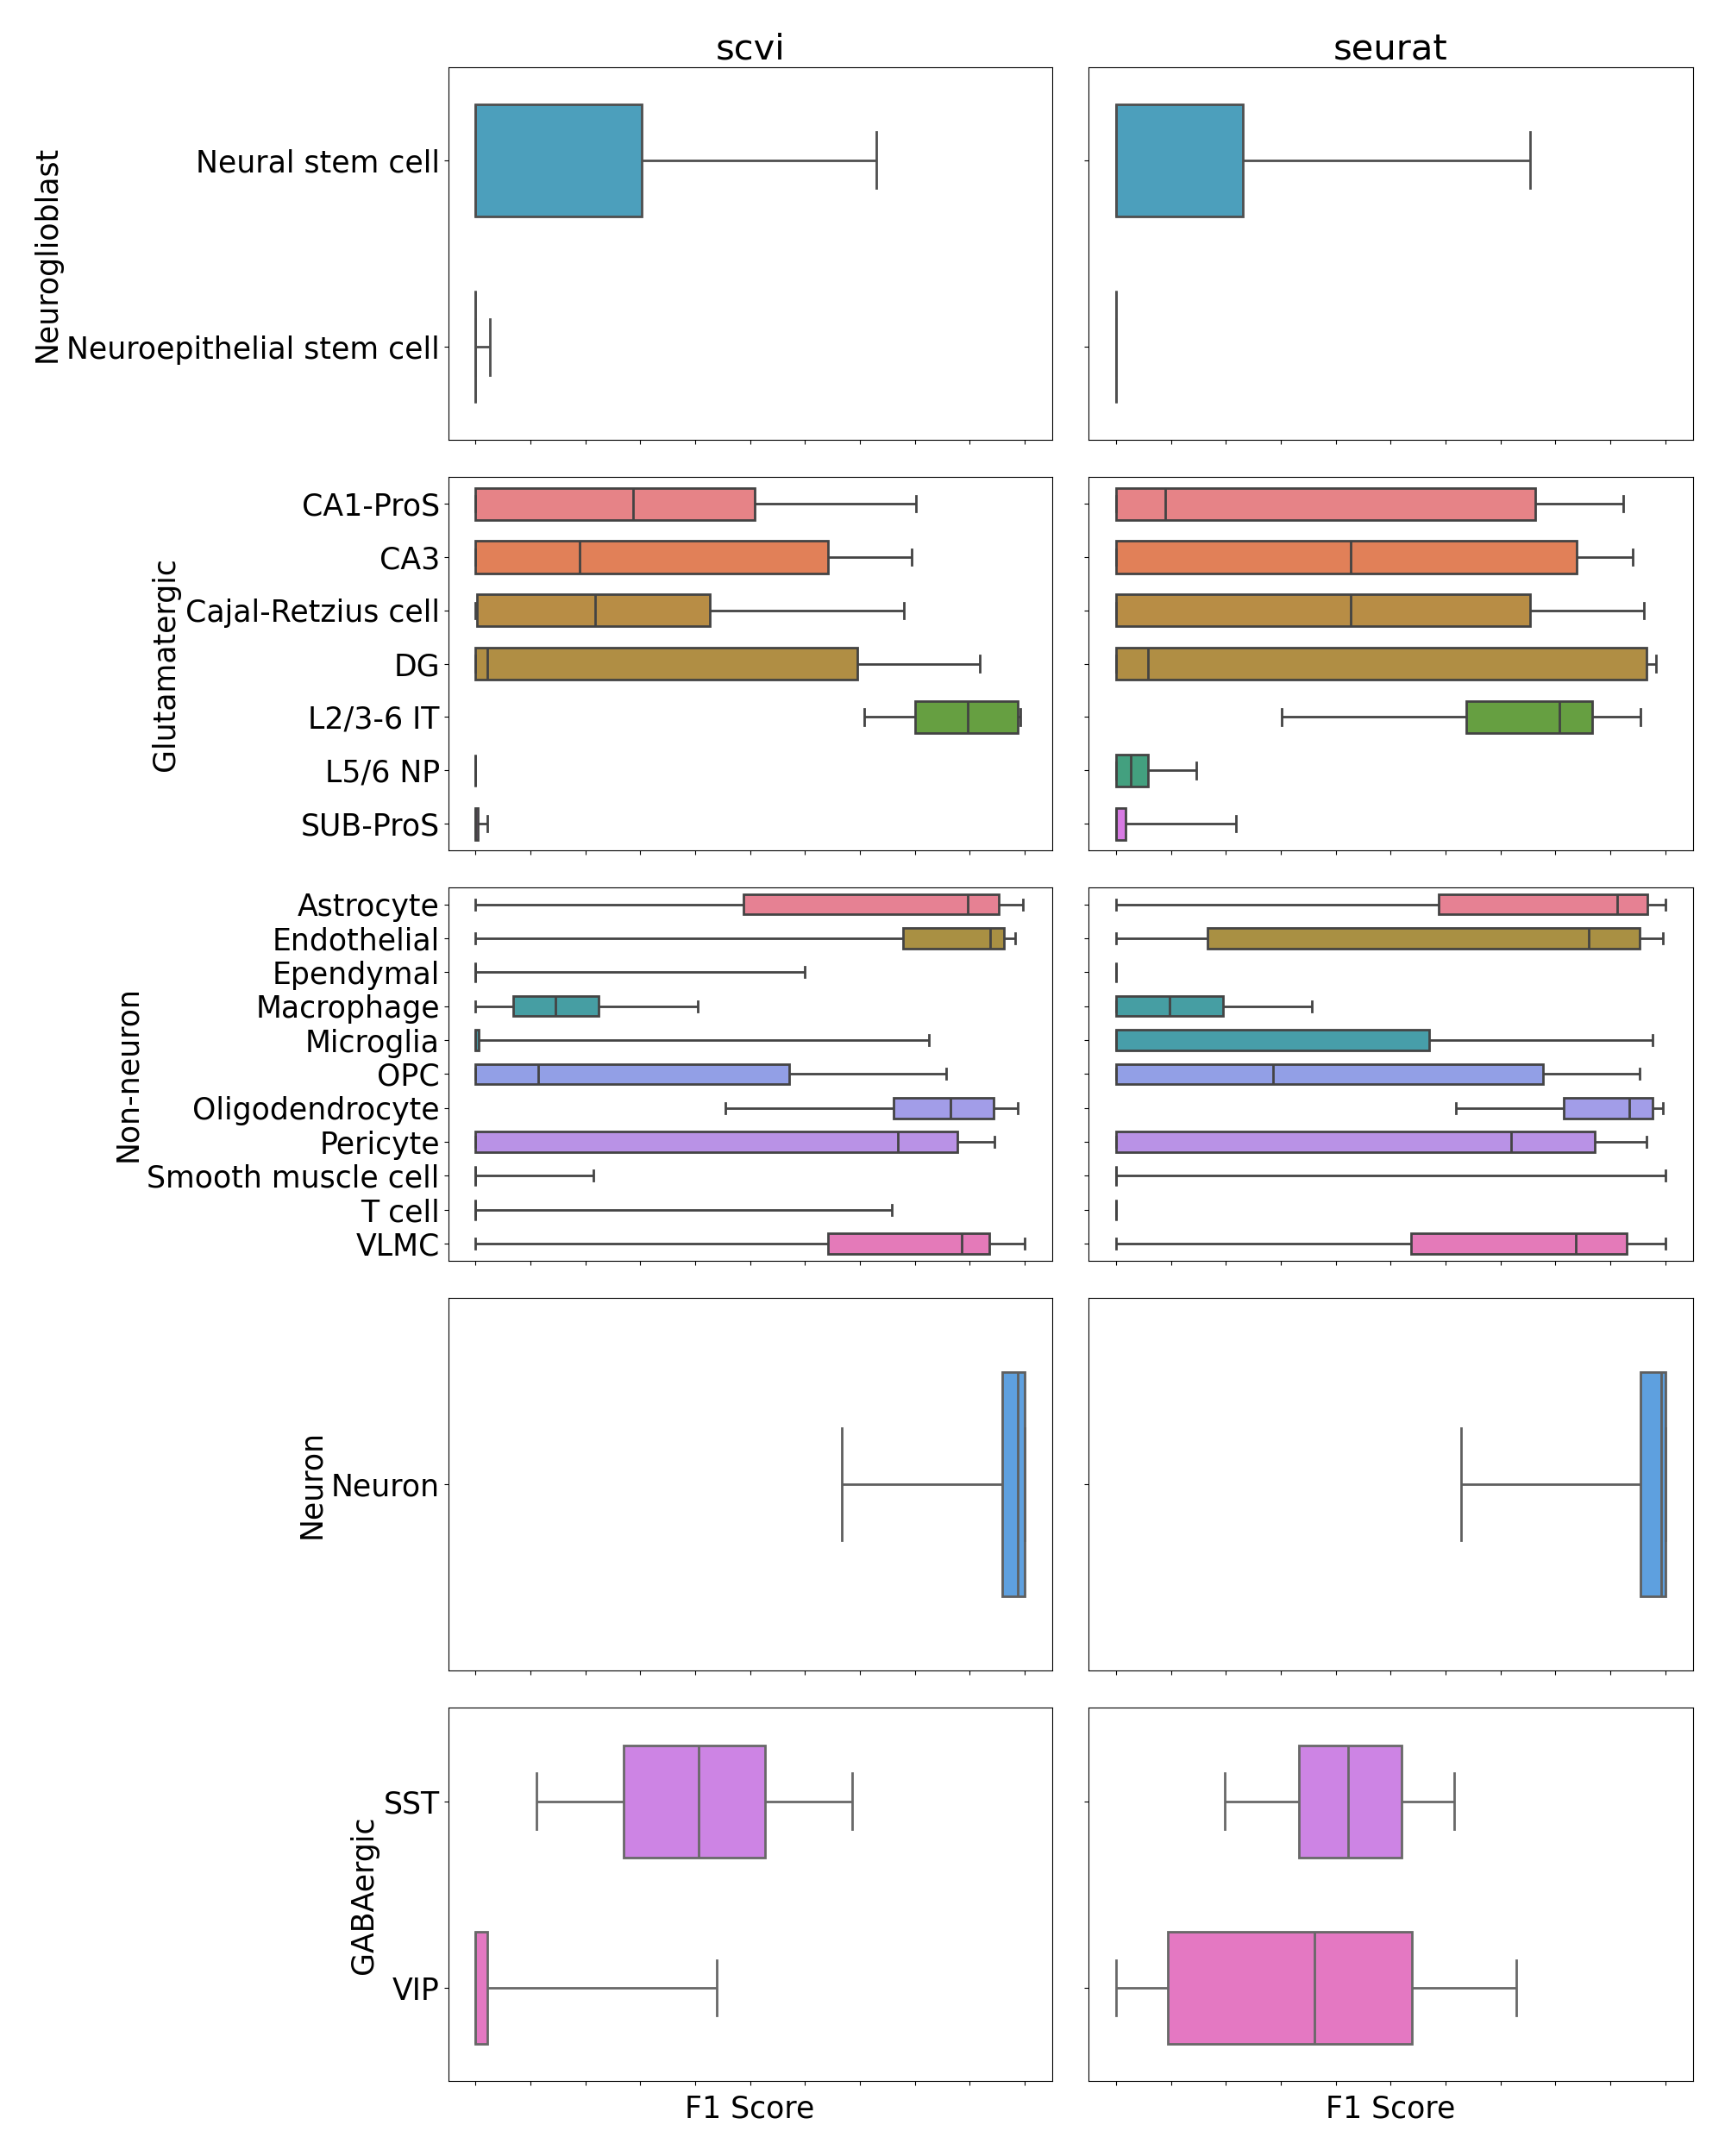 scvi
seurat
Neuroglioblast
Neural stem cell
Neuroepithelial stem cell
Glutamatergic
CA1-ProS
CA3
Cajal-Retzius cell
DG
L2/3-6 IT
L5/6 NP
SUB-ProS
Non-neuron
Astrocyte
Endothelial
Ependymal
Macrophage
Microglia
OPC
Oligodendrocyte
Pericyte
Smooth muscle cell
T cell
VLMC
Neuron
Neuron
GABAergic
SST
VIP
F1 Score
F1 Score